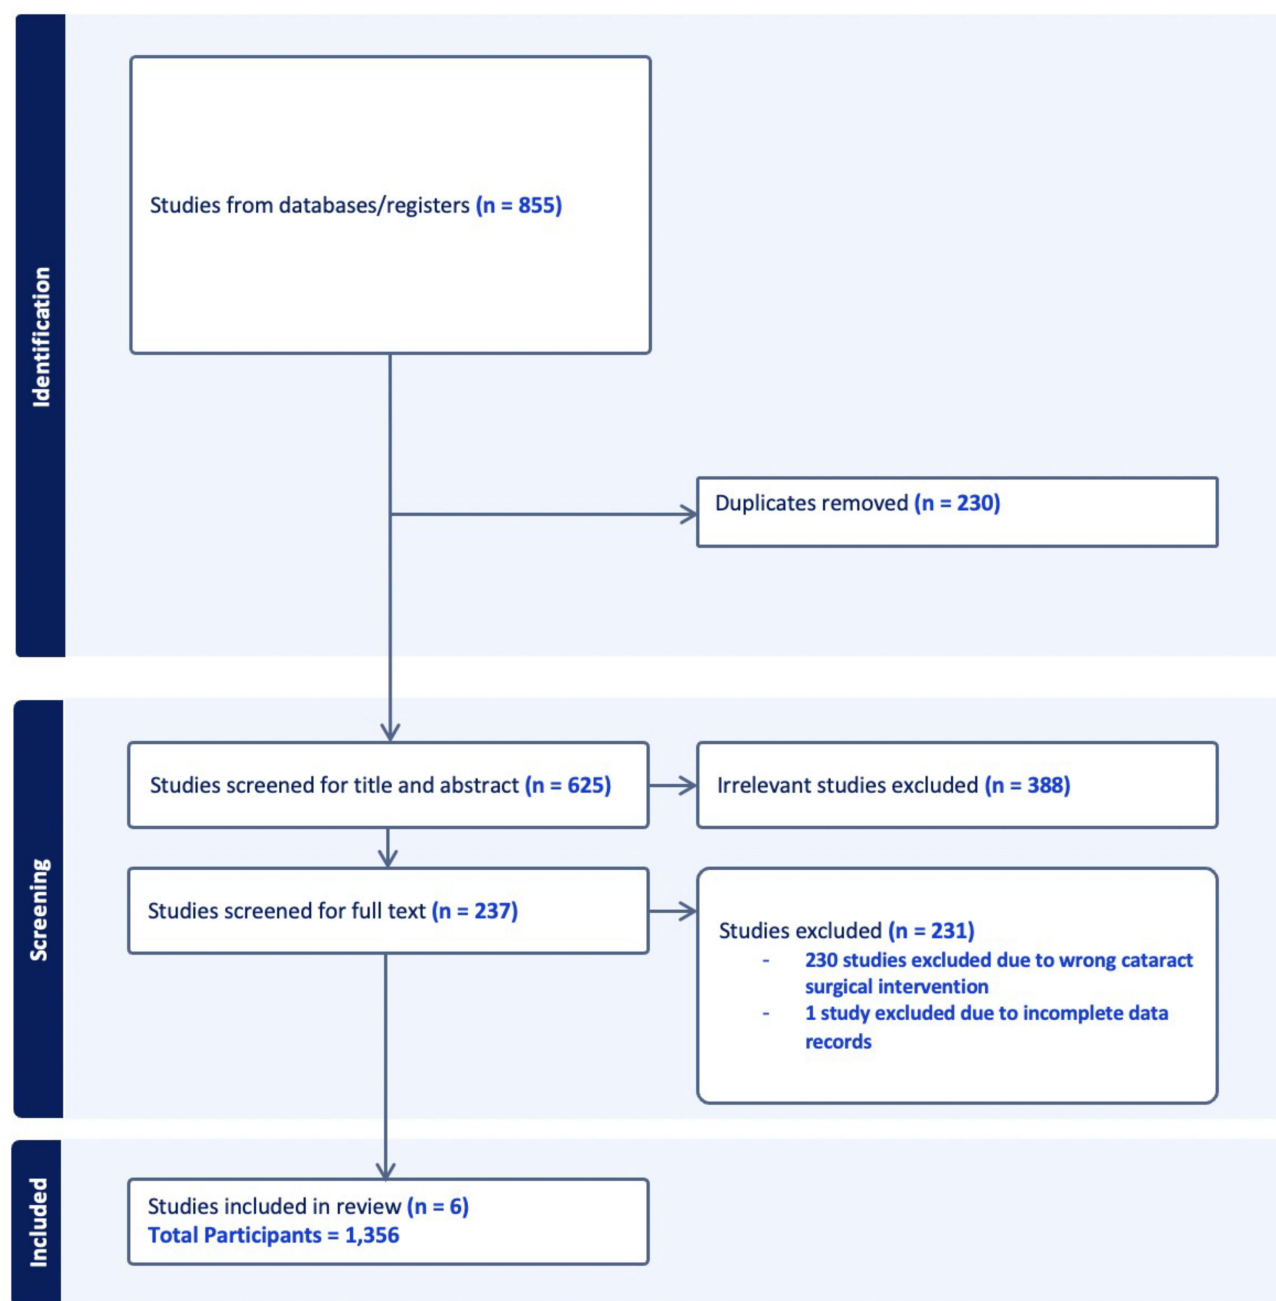 Identification
Studies from databases/registers (n = 855)
Duplicates removed (n = 230)
Screening
Studies screened for title and abstract (n = 625)
Irrelevant studies excluded (n = 388)
Studies screened for full text (n = 237)
Studies excluded (n = 231)
- 230 studies excluded due to wrong cataract
surgical intervention
- 1 study excluded due to incomplete data
records
Included
Studies included in review (n = 6)
Total Participants = 1,356